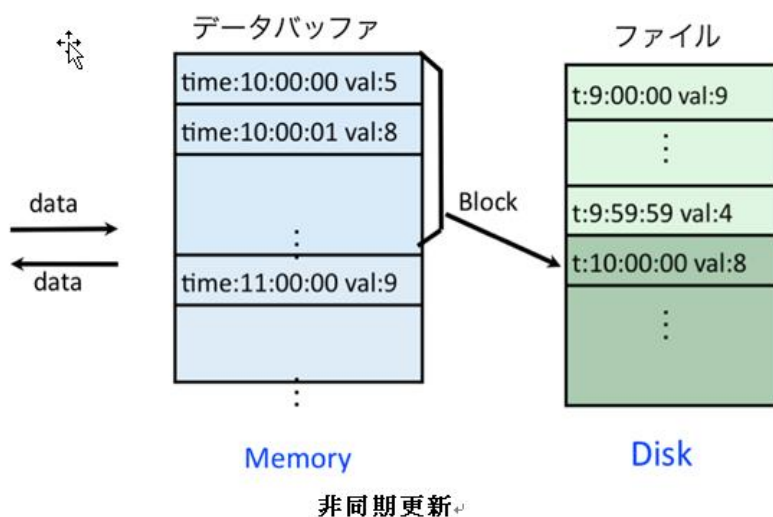 データバッファ
time:10:00:00 val:5
time:10:00:01 val:8
⋮
time:11:00:00 val:9
⋮
data
data
Block
ファイル
t:9:00:00 val:9
⋮
t:9:59:59 val:4
t:10:00:00 val:8
⋮
Memory
Disk
非同期更新